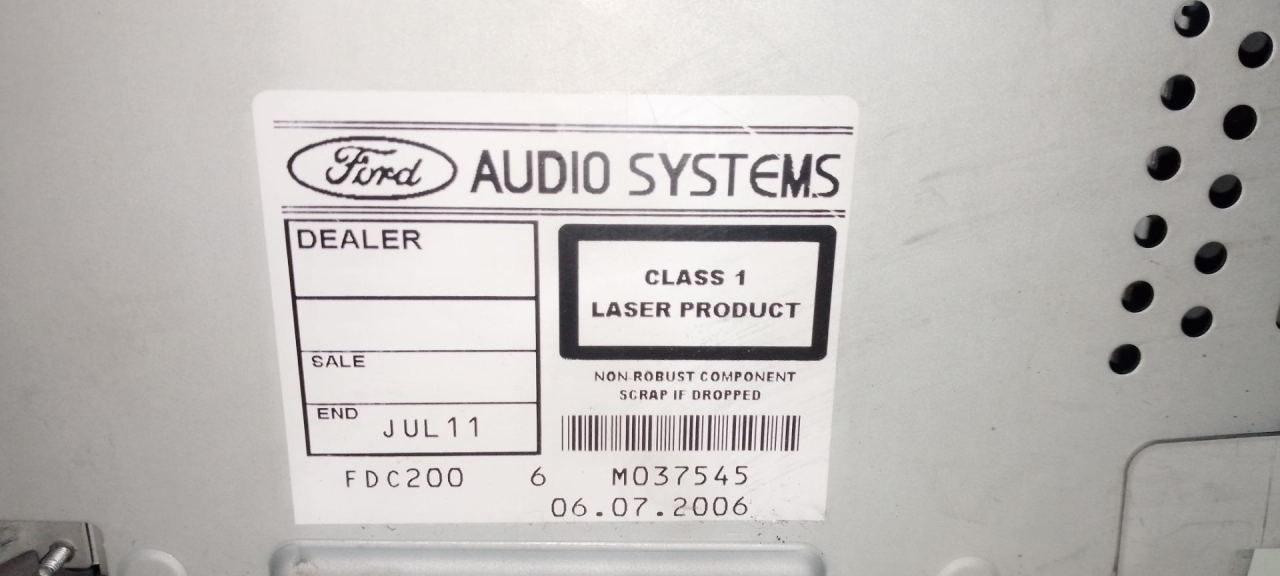 Ford AUDIO SYSTEMS
DEALER
SALE
END JUL11
CLASS 1
LASER PRODUCT
NON-ROBUST COMPONENT
SCRAP IF DROPPED
FDC200 6 M037545
06.07.2006